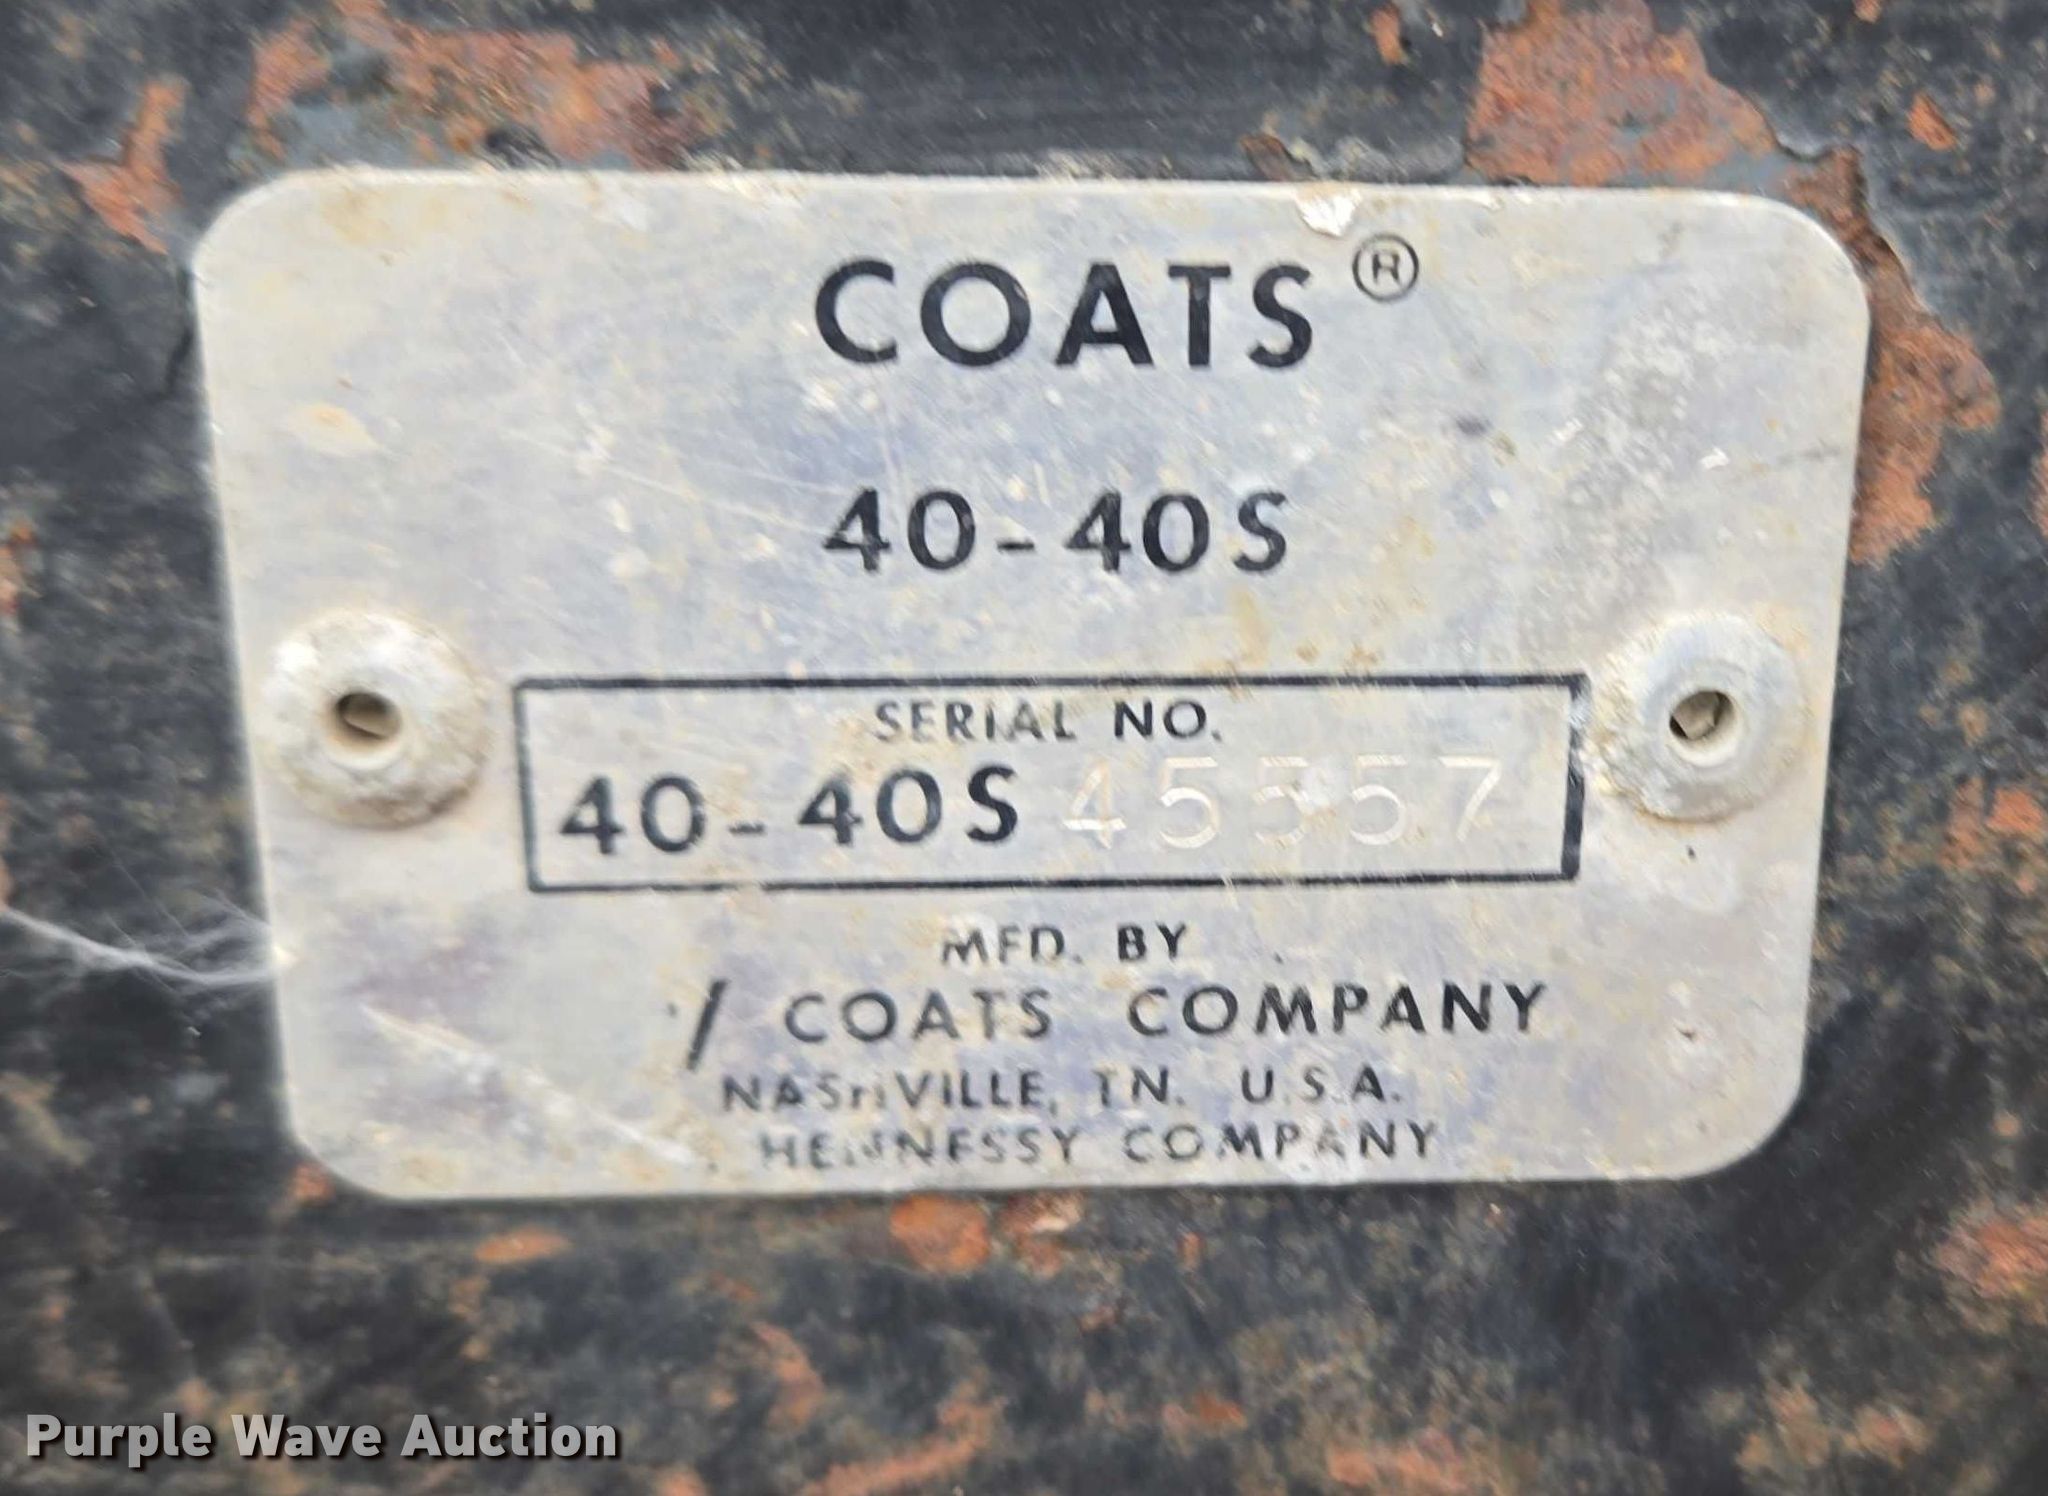 COATS®
40-40S
SERIAL NO.
40-40S 45557
MFD. BY
/ COATS COMPANY
NASHVILLE, TN. U.S.A.
HENNESSY COMPANY
Purple Wave Auction